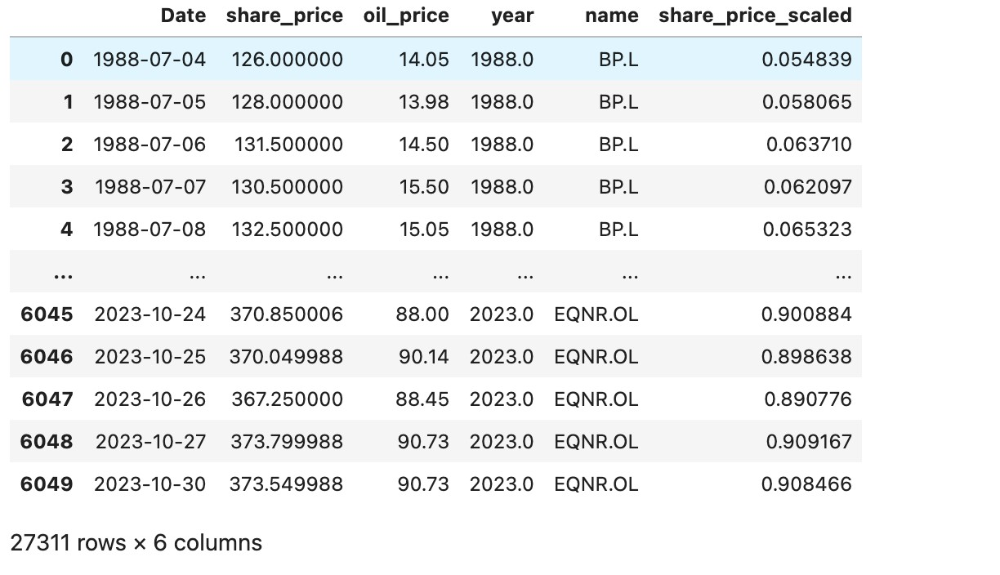 Date share_price oil_price year name share_price_scaled
0 1988-07-04 126.000000 14.05 1988.0 BP.L 0.054839
1 1988-07-05 128.000000 13.98 1988.0 BP.L 0.058065
2 1988-07-06 131.500000 14.50 1988.0 BP.L 0.063710
3 1988-07-07 130.500000 15.50 1988.0 BP.L 0.062097
4 1988-07-08 132.500000 15.05 1988.0 BP.L 0.065323
... ... ... ... ... ... ...
6045 2023-10-24 370.850006 88.00 2023.0 EQNR.OL 0.900884
6046 2023-10-25 370.049988 90.14 2023.0 EQNR.OL 0.898638
6047 2023-10-26 367.250000 88.45 2023.0 EQNR.OL 0.890776
6048 2023-10-27 373.799988 90.73 2023.0 EQNR.OL 0.909167
6049 2023-10-30 373.549988 90.73 2023.0 EQNR.OL 0.908466
27311 rows × 6 columns